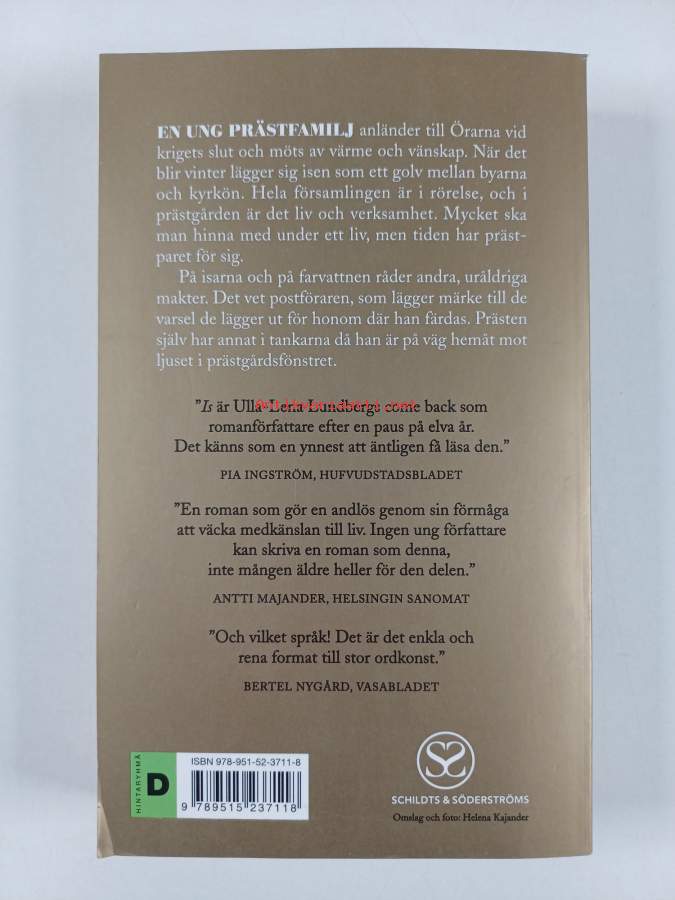 EN UNG PRÄSTFAMILJ anländer till Örarna vid
krigets slut och möts av värme och vänskap. När det
blir vinter lägger sig isen som ett golv mellan byarna
och kyrkön. Hela församlingen är i rörelse, och i
prästgården är det liv och verksamhet. Mycket ska
man hinna med under ett liv, men tiden har präst-
paret för sig.
På isarna och på farvattnen råder andra, uråldriga
makter. Det vet postföraren, som lägger märke till de
varsel de lägger ut för honom där han färdas. Prästen
själv har annat i tankarna då han är på väg hemåt mot
ljuset i prästgårdsfönstret.
”Is är Ulla-Lena Lundbergs come back som
romanförfattare efter en paus på elva år.
Det känns som en ynnest att äntligen få läsa den.”
PIA INGSTRÖM, HUFVUDSTADSBLADET
”En roman som gör en andlös genom sin förmåga
att väcka medkänslan till liv. Ingen ung författare
kan skriva en roman som denna,
inte mången äldre heller för den delen.”
ANTTI MAJANDER, HELSINGIN SANOMAT
”Och vilket språk! Det är det enkla och
rena format till stor ordkonst.”
BERTEL NYGÅRD, VASABLADET
HINTARYHMÄ
D
ISBN 978-951-52-3711-8
9 789515 237118
SCHILDTS & SÖDERSTRÖMS
Omslag och foto: Helena Kajander